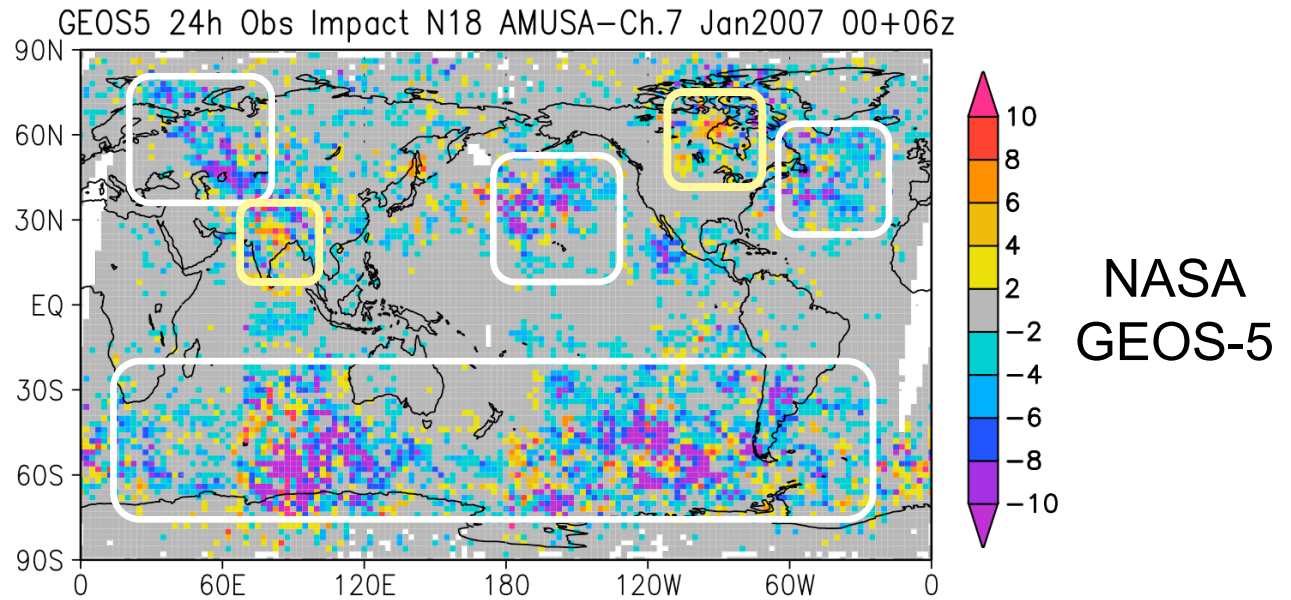 GEOS5 24h Obs Impact N18 AMUSA−Ch.7 Jan2007 00+06z
90N
60N
30N
EQ
30S
60S
90S
0 60E 120E 180 120W 60W 0
10
8
6
4
2
−2
−4
−6
−8
−10
NASA
GEOS-5